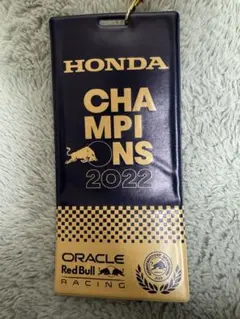 HONDA
CHA
MPI
ONS
2022
ORACLE
Red Bull
RACING